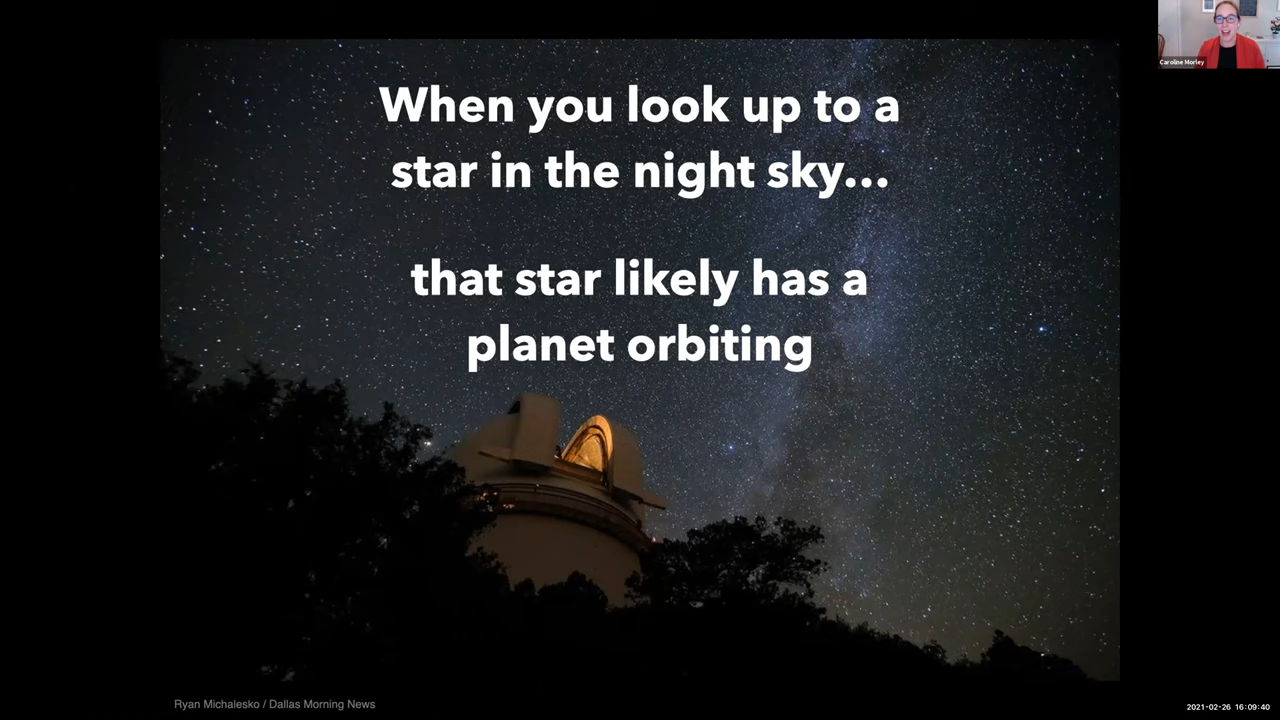 Caroline Morley
When you look up to a
star in the night sky...
that star likely has a
planet orbiting
Ryan Michalesko / Dallas Morning News
2021-02-26 16:09:40